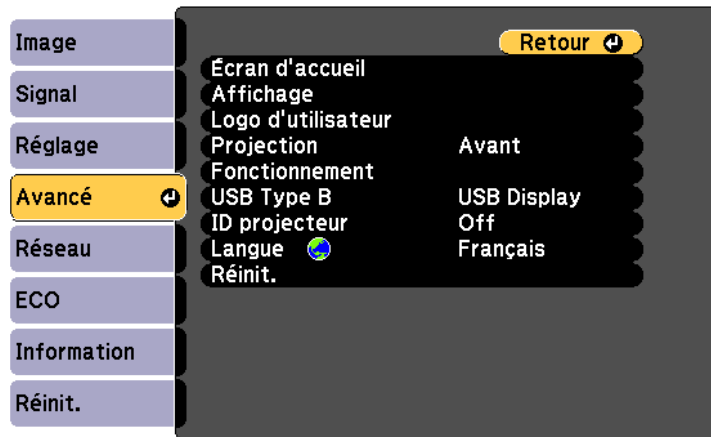 Image
Signal
Réglage
Avancé
Réseau
ECO
Information
Réinit.
Retour
Écran d'accueil
Affichage
Logo d'utilisateur
Projection Avant
Fonctionnement
USB Type B USB Display
ID projecteur Off
Langue Français
Réinit.